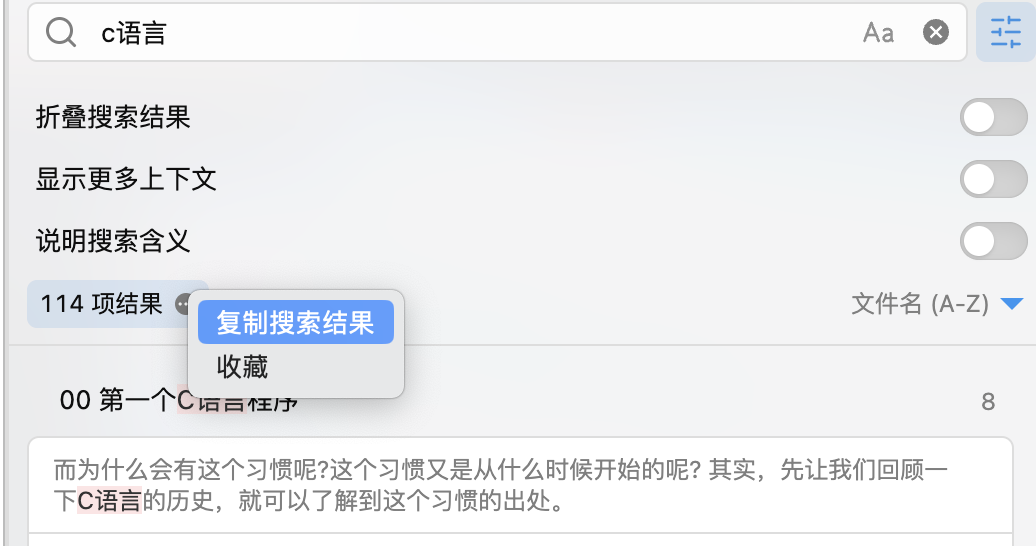 c语言
Aa
折叠搜索结果
显示更多上下文
说明搜索含义
114 项结果
文件名 (A-Z)
复制搜索结果
收藏
00 第一个C语言程序
8
而为什么会有这个习惯呢?这个习惯又是从什么时候开始的呢? 其实，先让我们回顾一
下C语言的历史，就可以了解到这个习惯的出处。